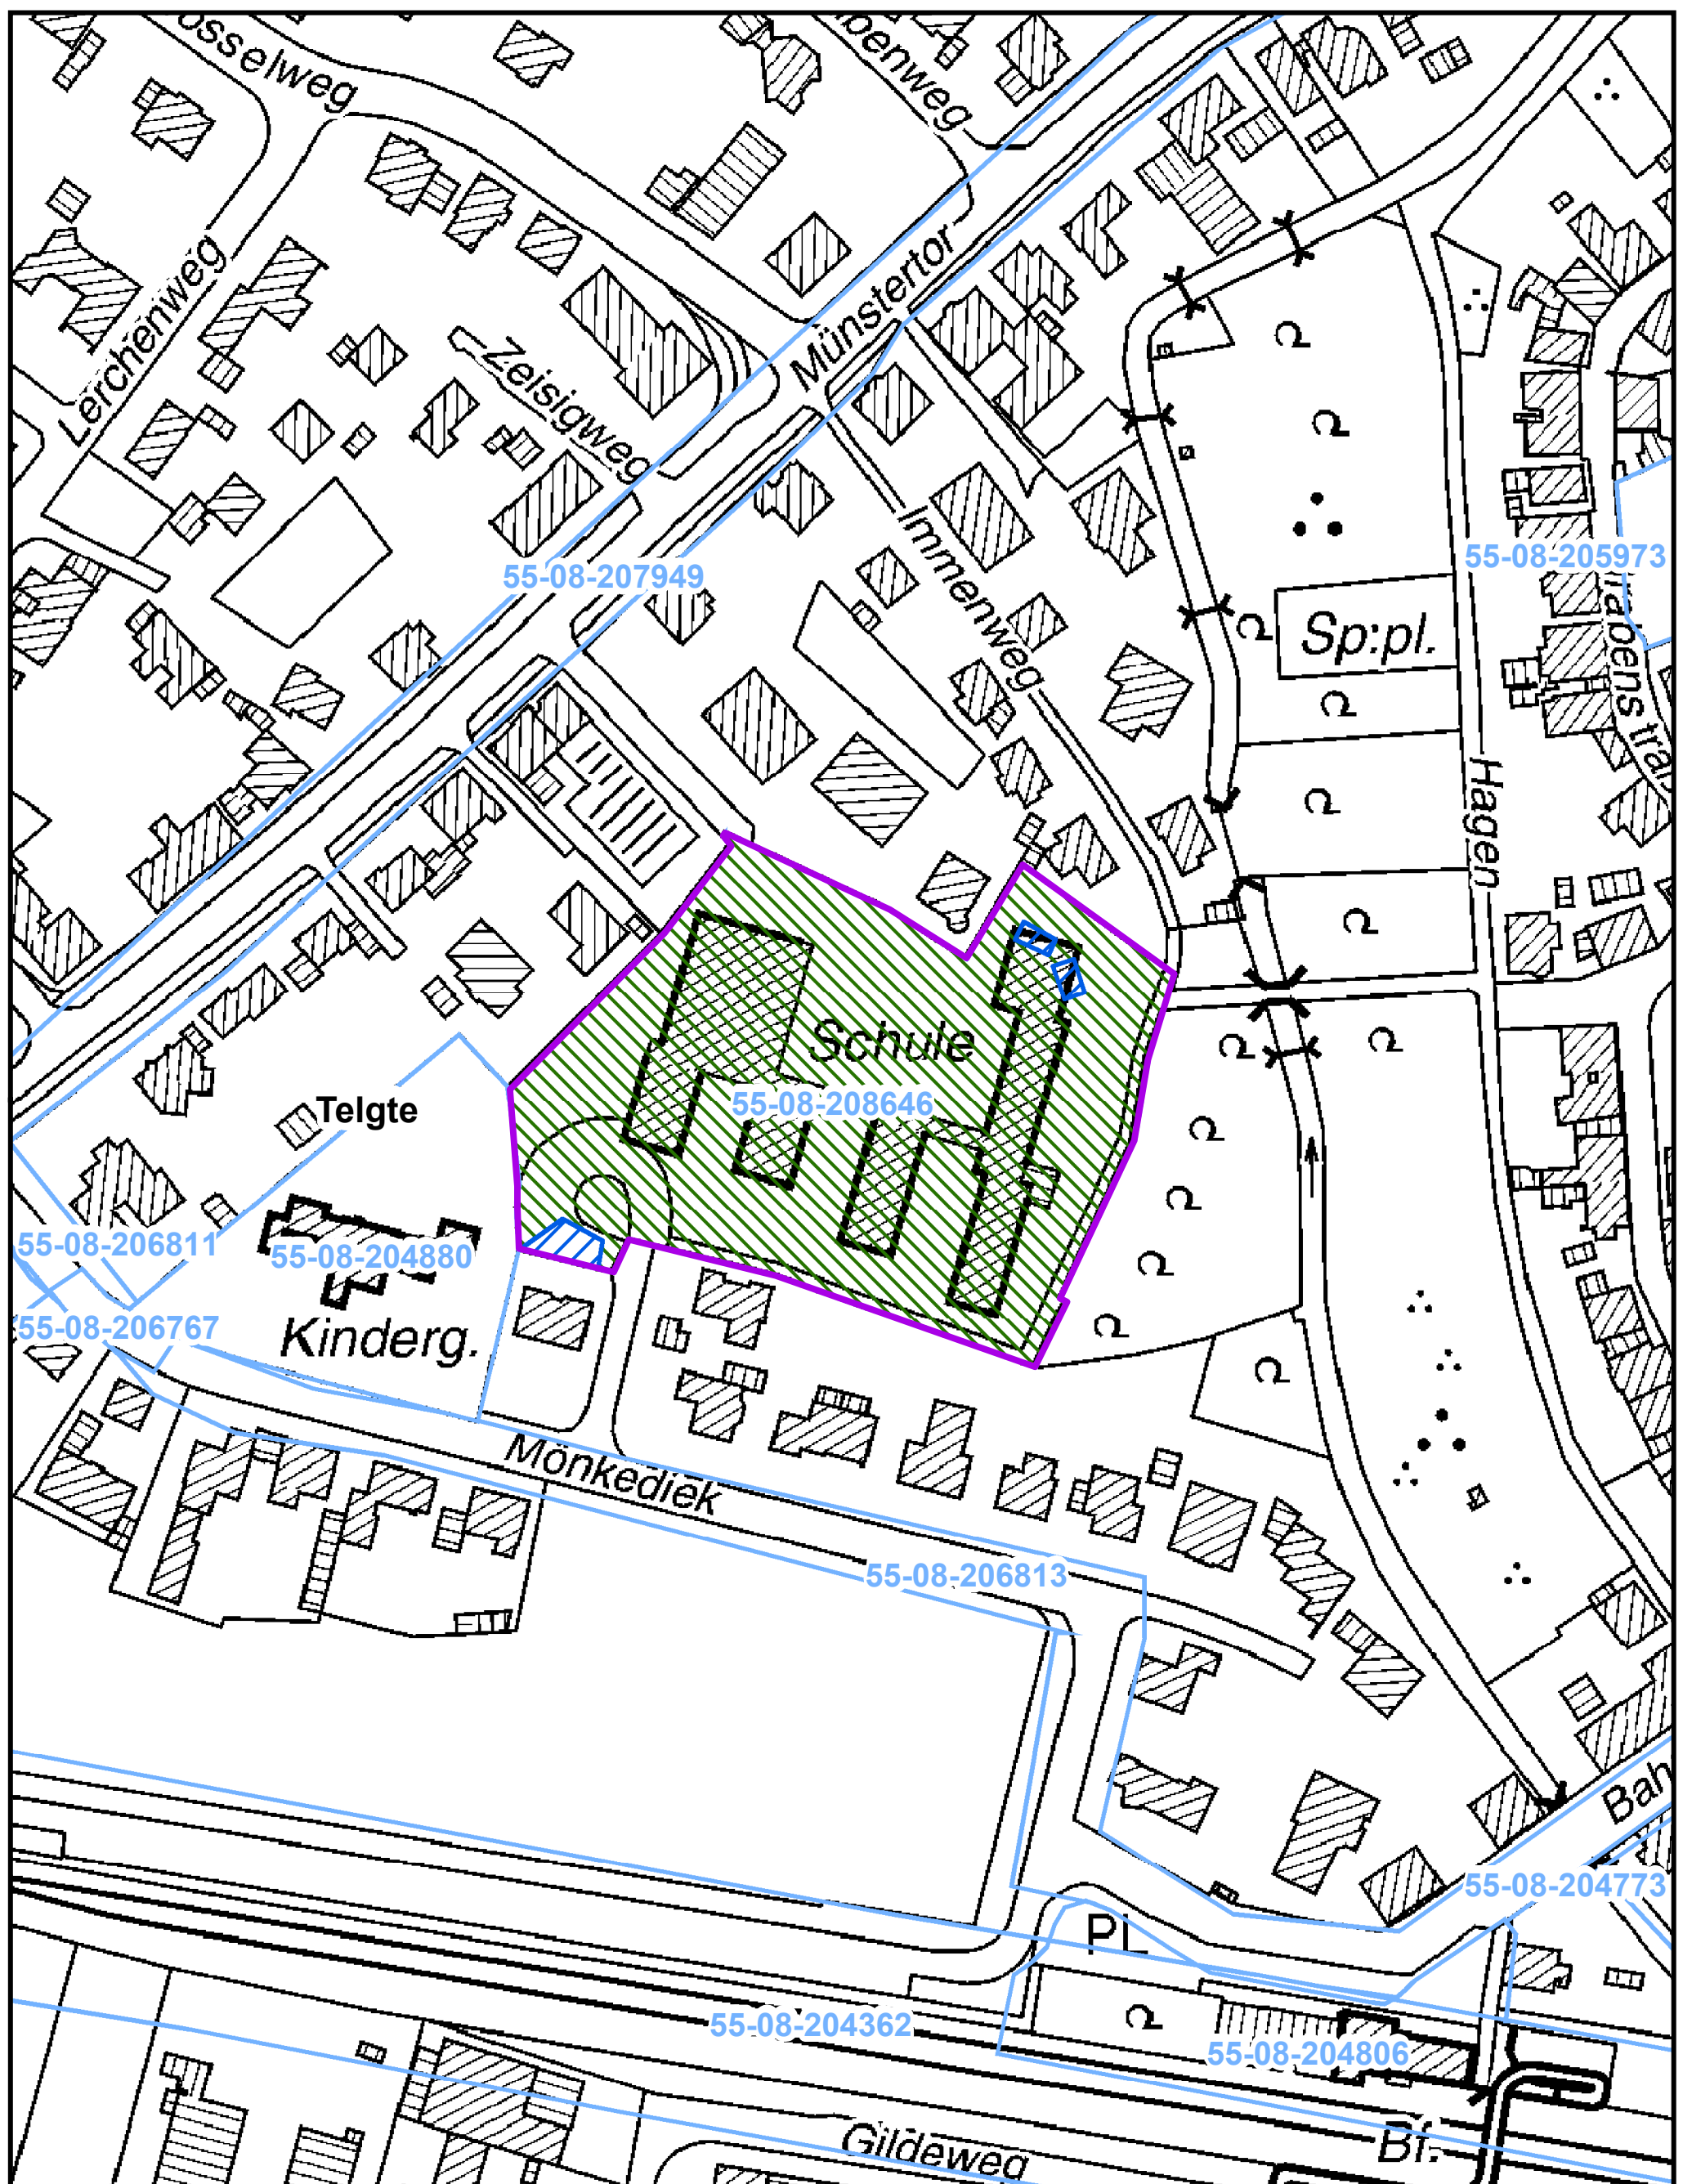 osselweg
benweg
Münstertor
Lerchenweg
Zeisigweg
Immenweg
55-08-207949
55-08-205973
Sp:pl.
Hagen
Schule
55-08-208646
Telgte
55-08-206811
55-08-204880
55-08-206767
Kinderg.
Mönkediek
55-08-206813
Bah
55-08-204773
PL
55-08-204362
55-08-204806
Gildeweg
Bf.